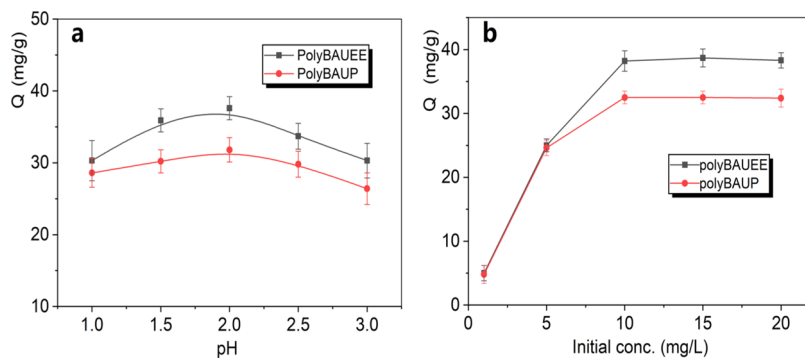 a
PolyBAUEE
PolyBAUP
Q (mg/g)
50
40
30
20
10
1.0 1.5 2.0 2.5 3.0
pH
b
polyBAUEE
polyBAUP
Q (mg/g)
40
30
20
10
0
0 5 10 15 20
Initial conc. (mg/L)